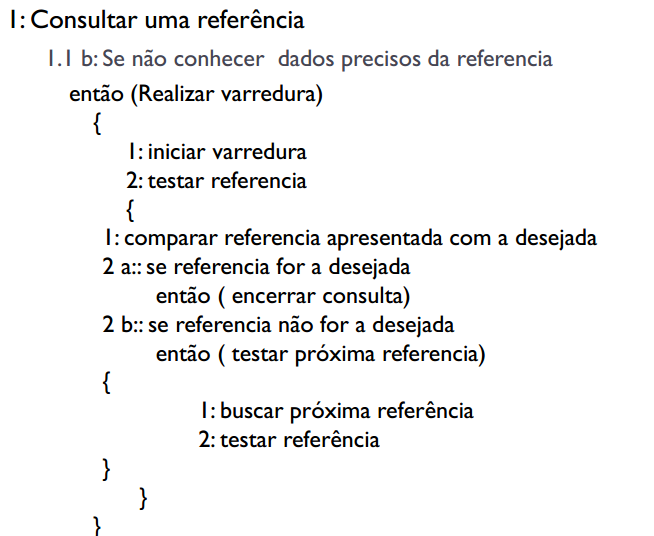 1: Consultar uma referência
1.1 b: Se não conhecer dados precisos da referencia
então (Realizar varredura)
{
1: iniciar varredura
2: testar referencia
{
1: comparar referencia apresentada com a desejada
2 a:: se referencia for a desejada
então ( encerrar consulta)
2 b:: se referencia não for a desejada
então ( testar próxima referencia)
{
1: buscar próxima referência
2: testar referência
}
}
}